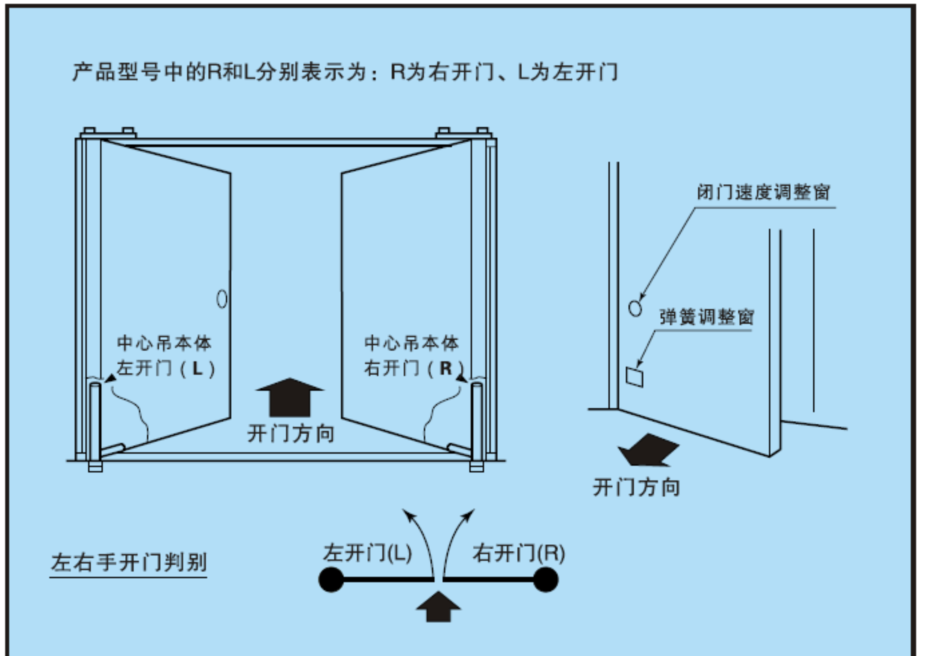 产品型号中的R和L分别表示为：R为右开门、L为左开门
闭门速度调整窗
弹簧调整窗
中心吊本体
左开门（L）
中心吊本体
右开门（R）
开门方向
开门方向
左右手开门判别
左开门(L)
右开门(R)